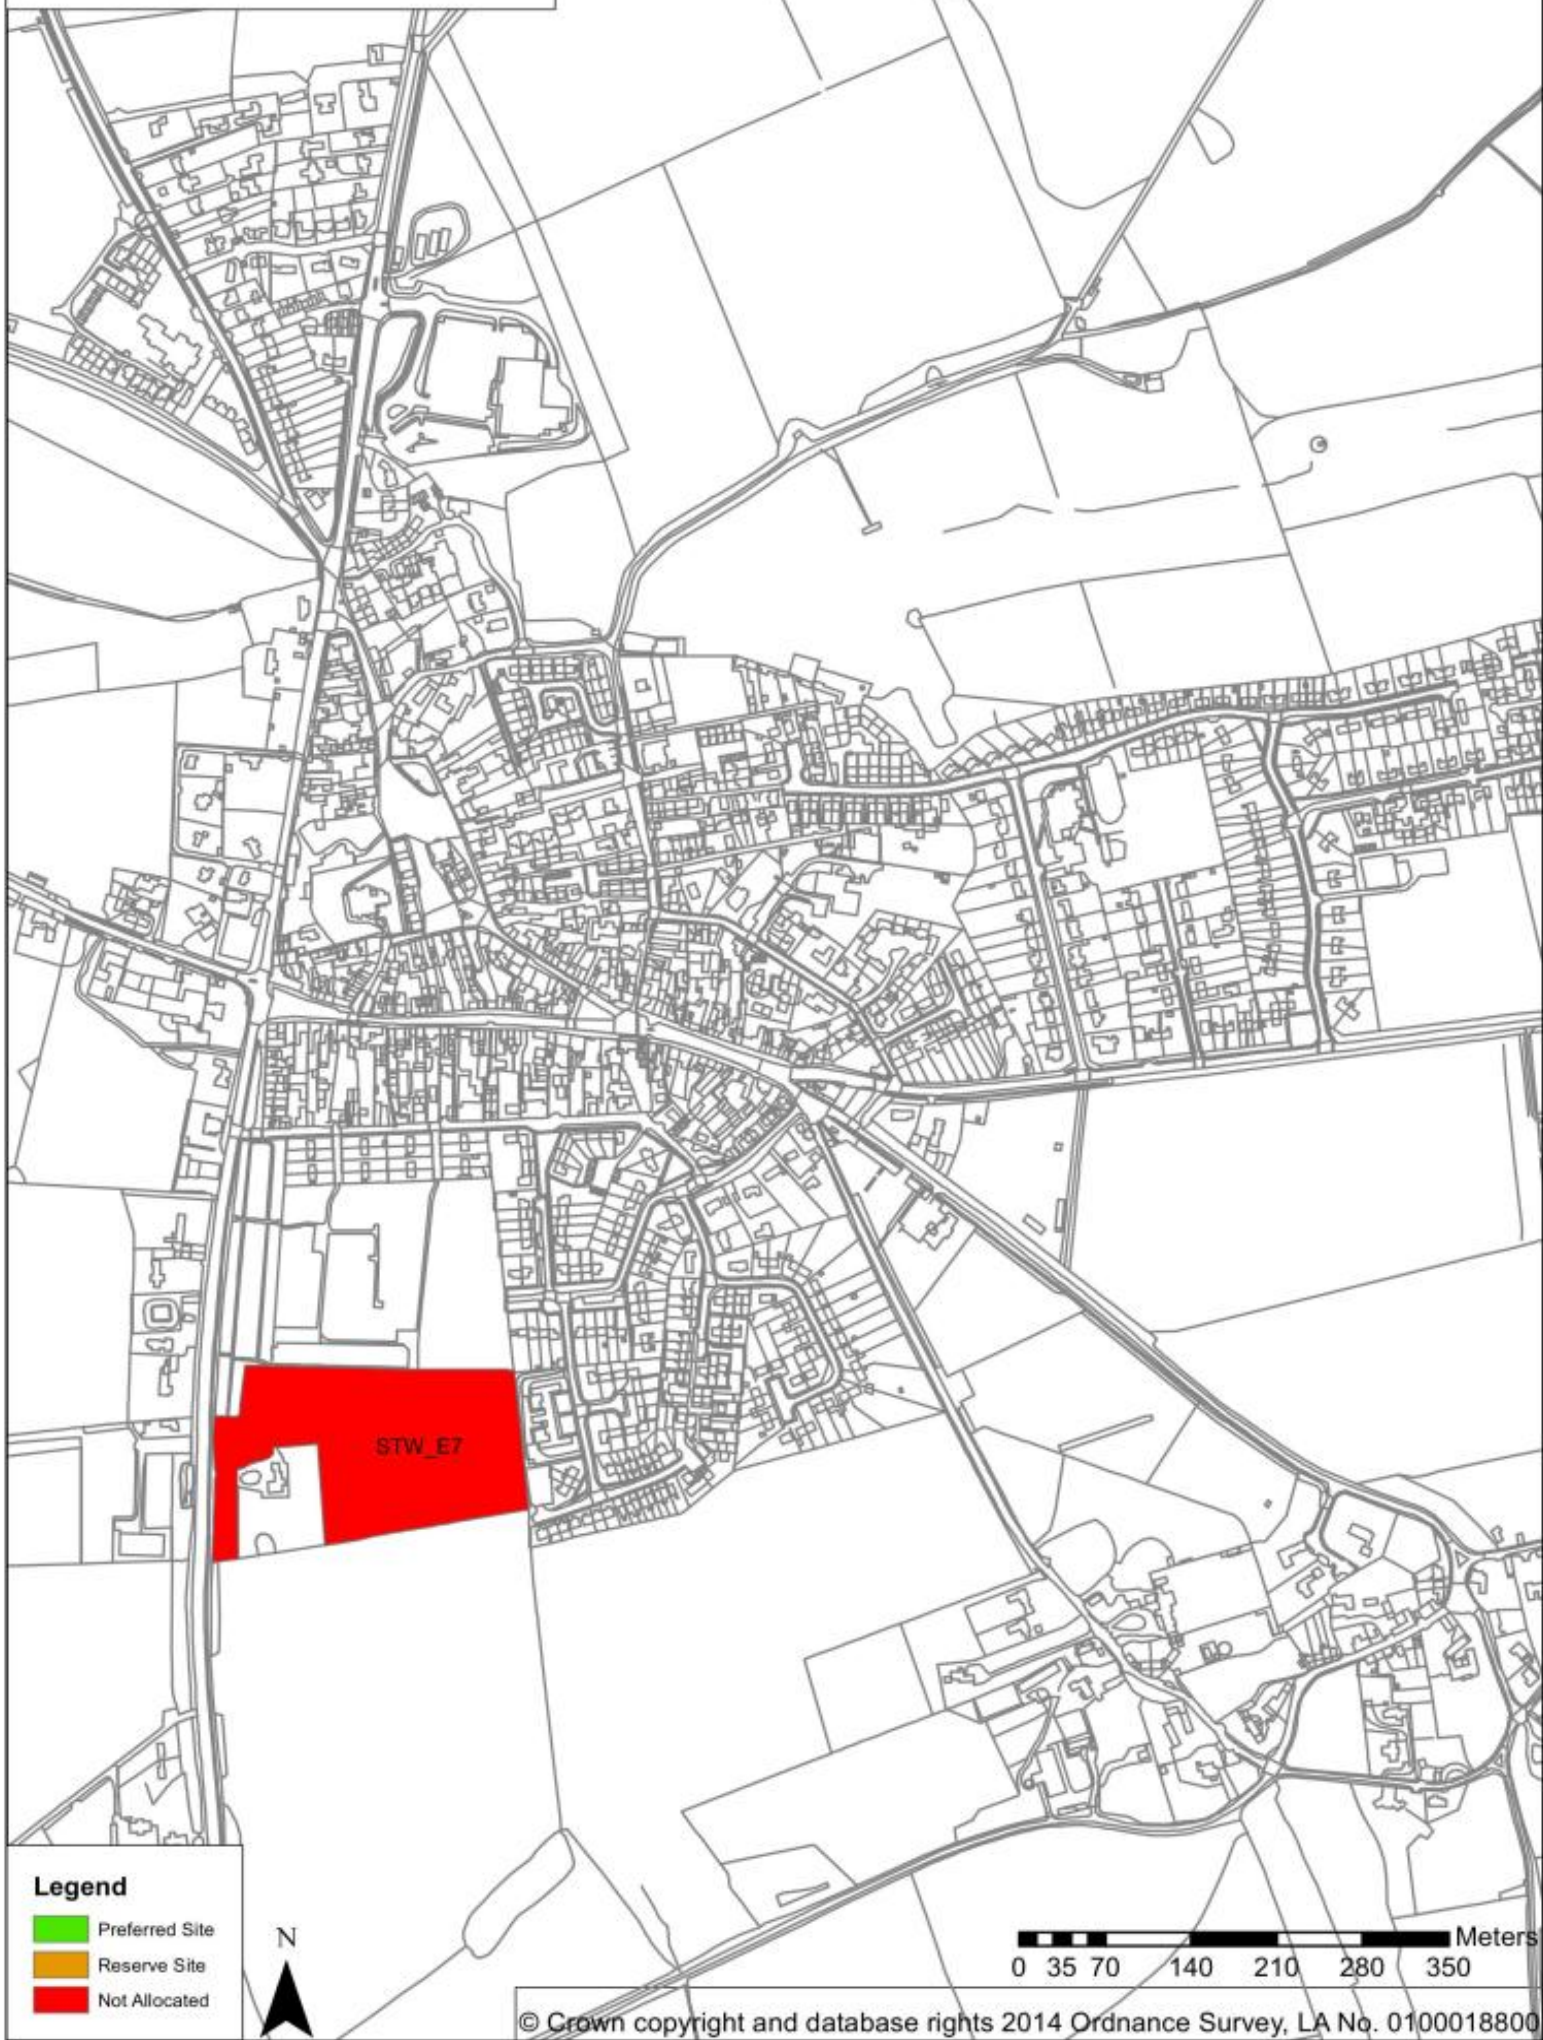 STW_E7
Legend
Preferred Site
Reserve Site
Not Allocated
N
Meters
0 35 70 140 210 280 350
© Crown copyright and database rights 2014 Ordnance Survey, LA No. 0100018800